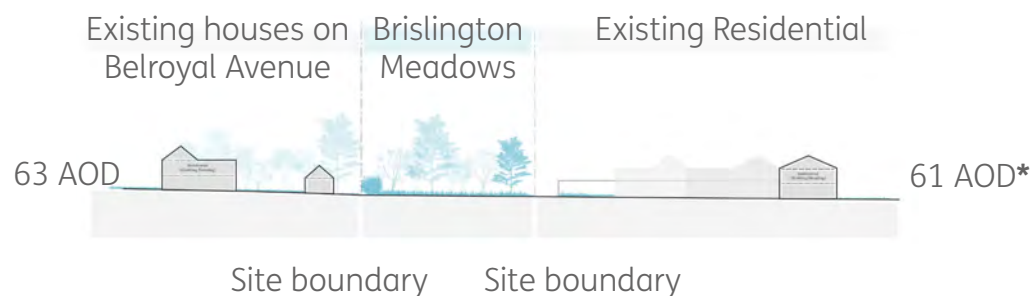 Existing houses on
Belroyal Avenue
Brislington
Meadows
Existing Residential
63 AOD
61 AOD*
Site boundary
Site boundary